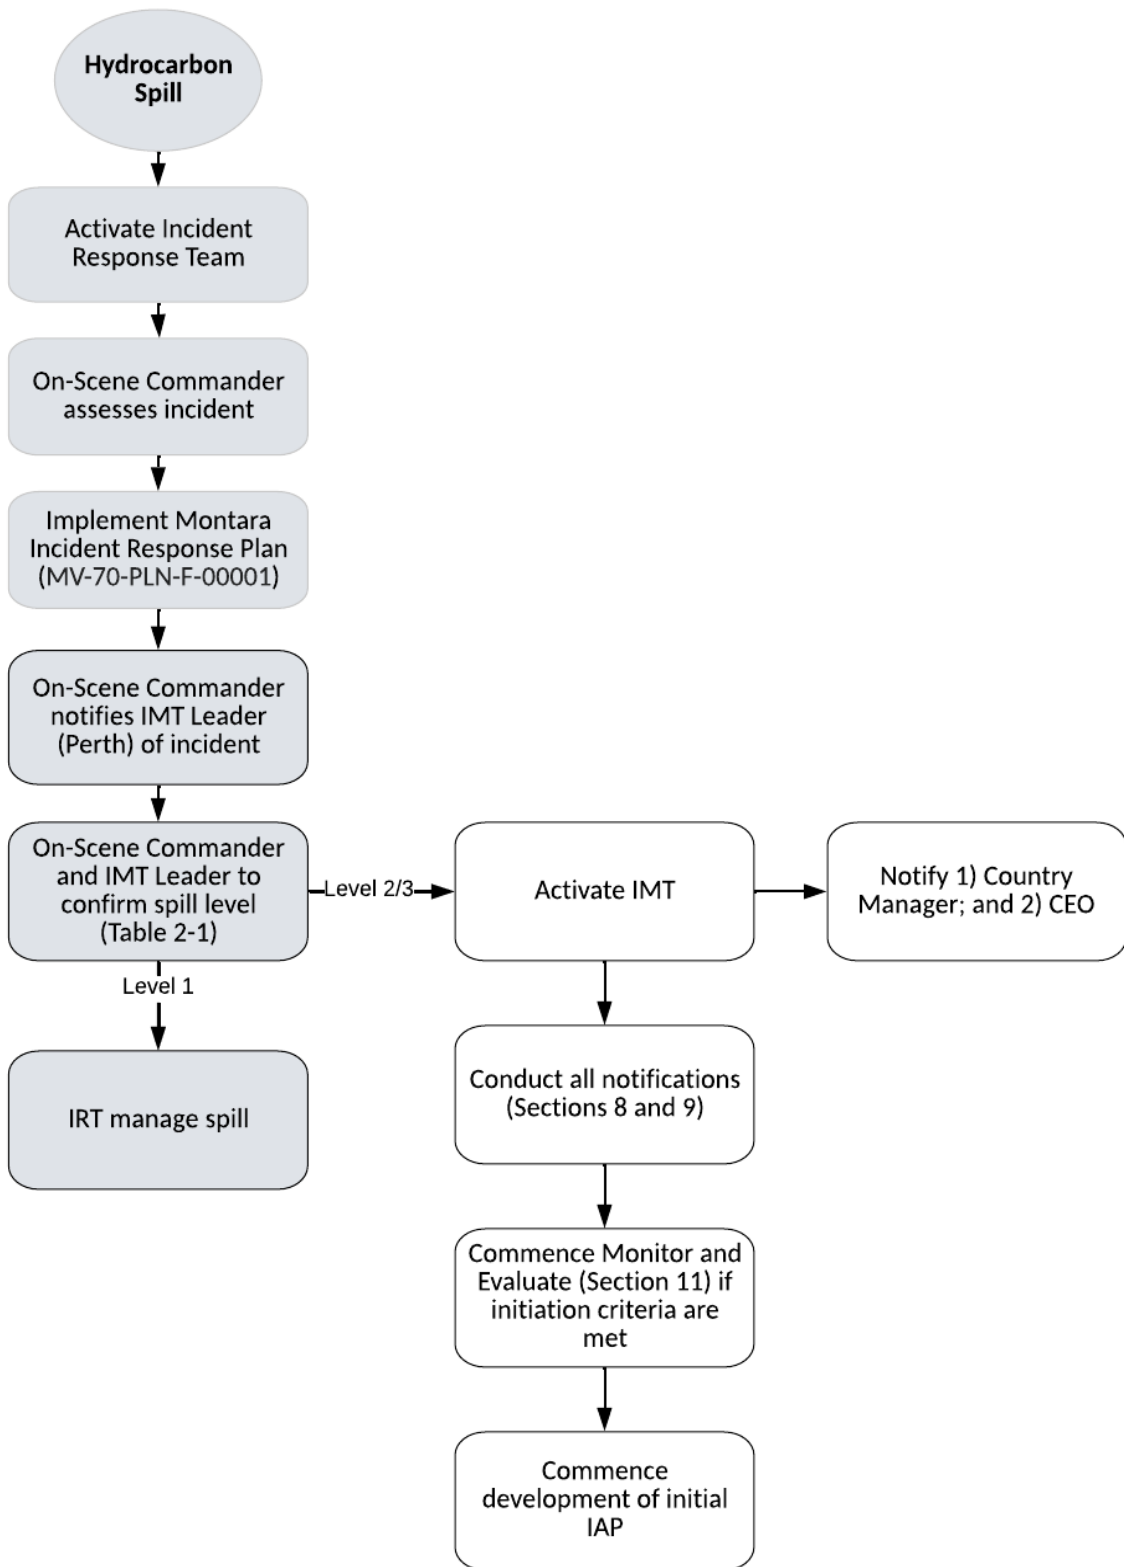 Hydrocarbon
Spill
Activate Incident
Response Team
On-Scene Commander
assesses incident
Implement Montara
Incident Response Plan
(MV-70-PLN-F-00001)
On-Scene Commander
notifies IMT Leader
(Perth) of incident
On-Scene Commander
and IMT Leader to
confirm spill level
(Table 2-1)
Level 2/3
Activate IMT
Notify 1) Country
Manager; and 2) CEO
Level 1
IRT manage spill
Conduct all notifications
(Sections 8 and 9)
Commence Monitor and
Evaluate (Section 11) if
initiation criteria are
met
Commence
development of initial
IAP